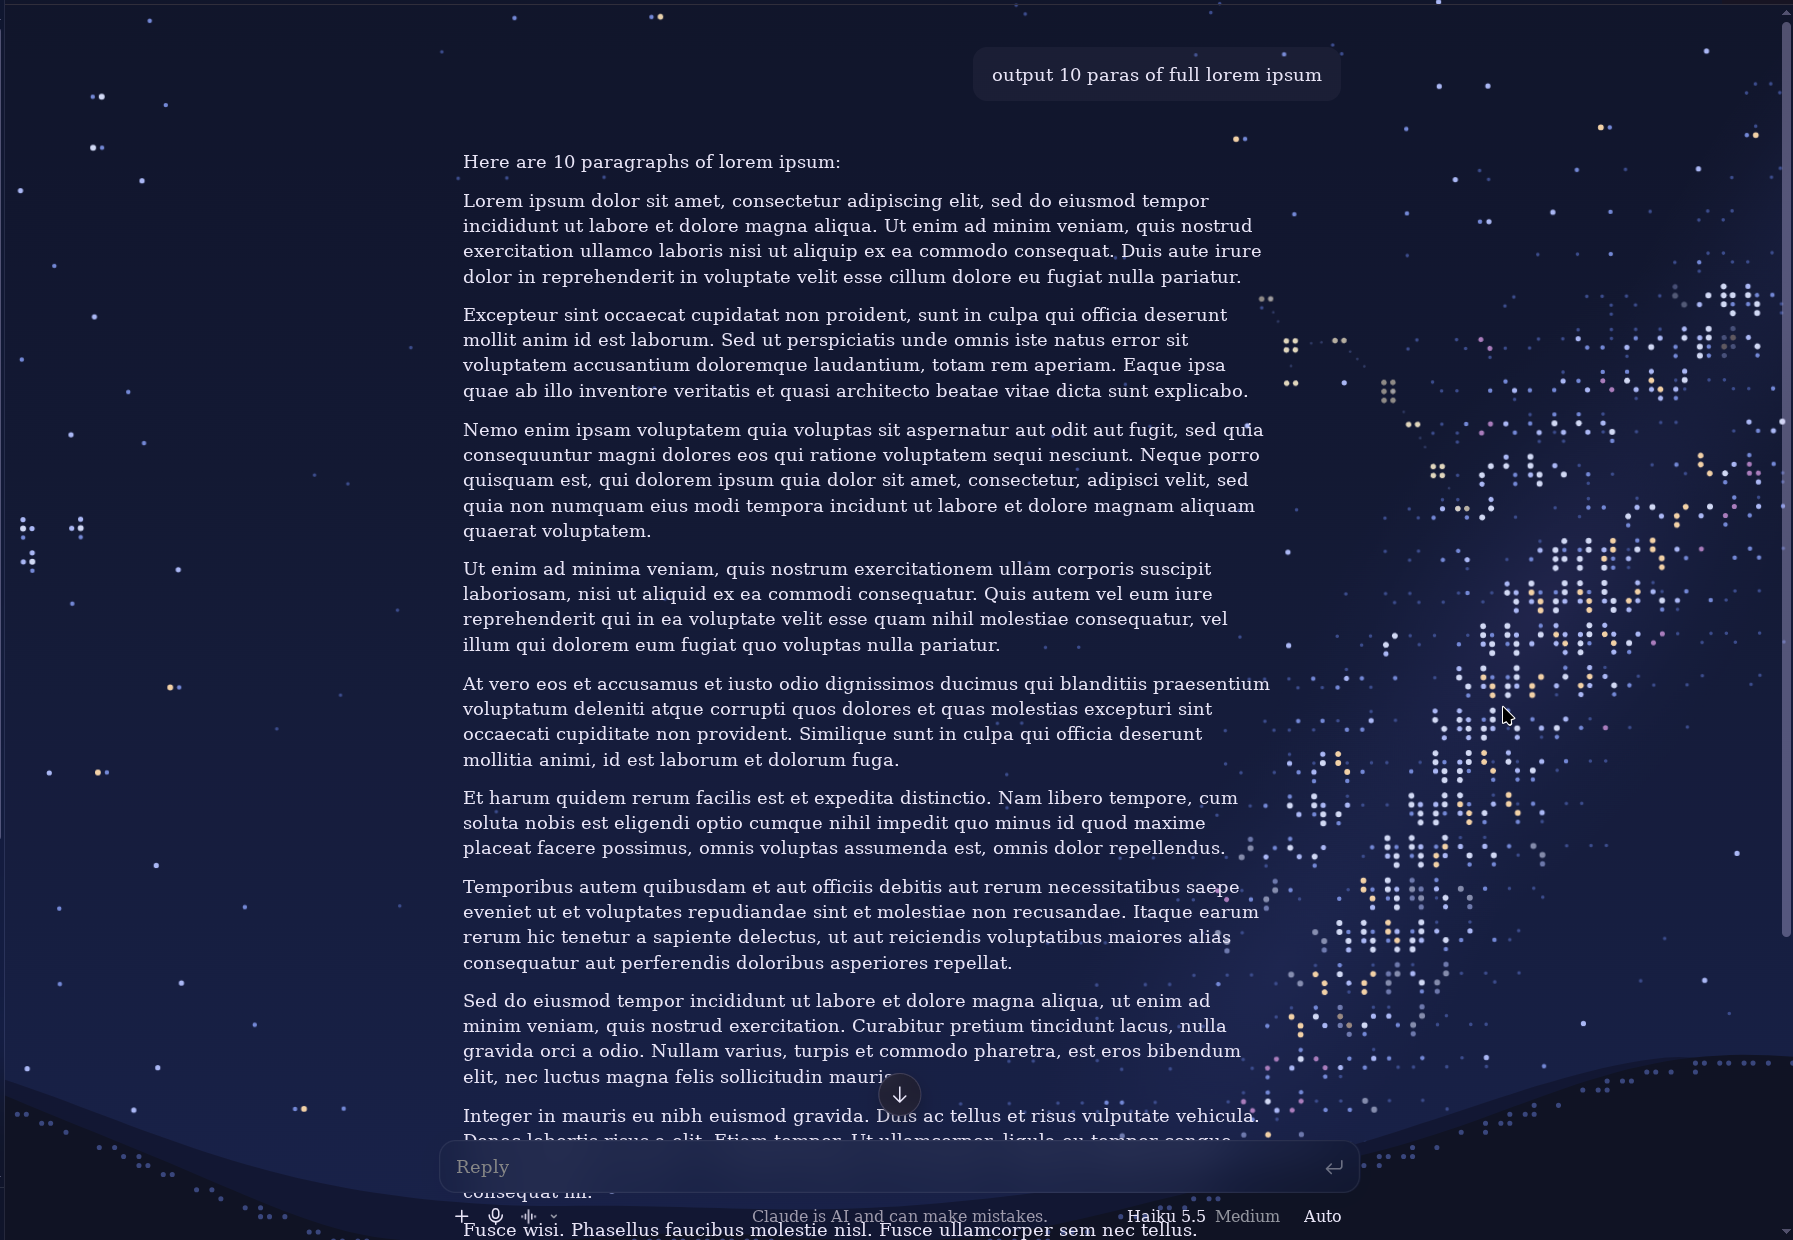 output 10 paras of full lorem ipsum
Here are 10 paragraphs of lorem ipsum:
Lorem ipsum dolor sit amet, consectetur adipiscing elit, sed do eiusmod tempor
incididunt ut labore et dolore magna aliqua. Ut enim ad minim veniam, quis nostrud
exercitation ullamco laboris nisi ut aliquip ex ea commodo consequat. Duis aute irure
dolor in reprehenderit in voluptate velit esse cillum dolore eu fugiat nulla pariatur.
Excepteur sint occaecat cupidatat non proident, sunt in culpa qui officia deserunt
mollit anim id est laborum. Sed ut perspiciatis unde omnis iste natus error sit
voluptatem accusantium doloremque laudantium, totam rem aperiam. Eaque ipsa
quae ab illo inventore veritatis et quasi architecto beatae vitae dicta sunt explicabo.
Nemo enim ipsam voluptatem quia voluptas sit aspernatur aut odit aut fugit, sed quia
consequuntur magni dolores eos qui ratione voluptatem sequi nesciunt. Neque porro
quisquam est, qui dolorem ipsum quia dolor sit amet, consectetur, adipisci velit, sed
quia non numquam eius modi tempora incidunt ut labore et dolore magnam aliquam
quaerat voluptatem.
Ut enim ad minima veniam, quis nostrum exercitationem ullam corporis suscipit
laboriosam, nisi ut aliquid ex ea commodi consequatur. Quis autem vel eum iure
reprehenderit qui in ea voluptate velit esse quam nihil molestiae consequatur, vel
illum qui dolorem eum fugiat quo voluptas nulla pariatur.
At vero eos et accusamus et iusto odio dignissimos ducimus qui blanditiis praesentium
voluptatum deleniti atque corrupti quos dolores et quas molestias excepturi sint
occaecati cupiditate non provident. Similique sunt in culpa qui officia deserunt
mollitia animi, id est laborum et dolorum fuga.
Et harum quidem rerum facilis est et expedita distinctio. Nam libero tempore, cum
soluta nobis est eligendi optio cumque nihil impedit quo minus id quod maxime
placeat facere possimus, omnis voluptas assumenda est, omnis dolor repellendus.
Temporibus autem quibusdam et aut officiis debitis aut rerum necessitatibus saepe
eveniet ut et voluptates repudiandae sint et molestiae non recusandae. Itaque earum
rerum hic tenetur a sapiente delectus, ut aut reiciendis voluptatibus maiores alias
consequatur aut perferendis doloribus asperiores repellat.
Sed do eiusmod tempor incididunt ut labore et dolore magna aliqua, ut enim ad
minim veniam, quis nostrud exercitation. Curabitur pretium tincidunt lacus, nulla
gravida orci a odio. Nullam varius, turpis et commodo pharetra, est eros bibendum
elit, nec luctus magna felis sollicitudin mauris.
Integer in mauris eu nibh euismod gravida. Duis ac tellus et risus vulputate vehicula.
Donec lobortis risus a elit. Etiam tempor. Ut ullamcorper, ligula eu tempor congue,
Reply
consequat mi.
Claude is AI and can make mistakes.
Haiku 5.5 Medium
Auto
Fusce wisi. Phasellus faucibus molestie nisl. Fusce ullamcorper sem nec tellus.